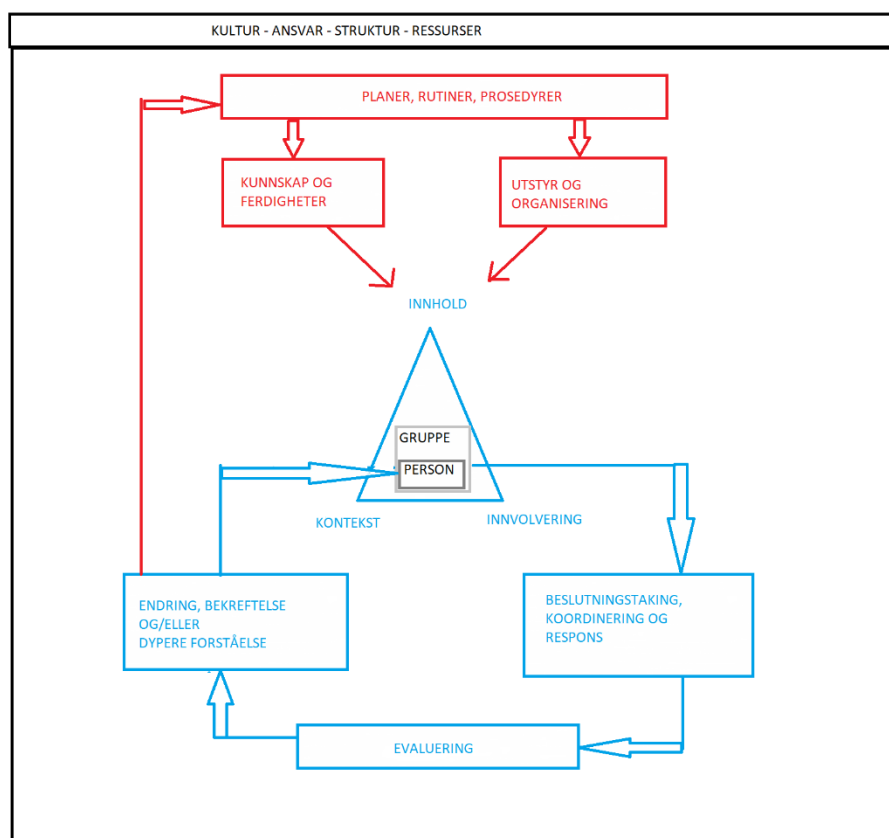 KULTUR - ANSVAR - STRUKTUR - RESSURSER
PLANER, RUTINER, PROSEDYRER
KUNNSKAP OG
FERDIGHETER
UTSTYR OG
ORGANISERING
INNHOLD
GRUPPE
PERSON
KONTEKST
INNVOLVERING
ENDRING, BEKREFTELSE
OG/ELLER
DYPERE FORSTÅELSE
BESLUTNINGSTAKING,
KOORDINERING OG
RESPONS
EVALUERING